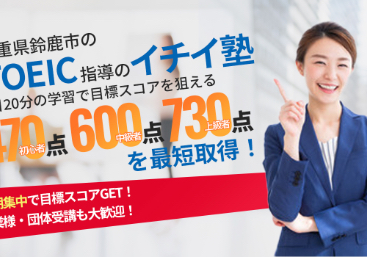 重県鈴鹿市の
TOEIC指導のイチイ塾
20分の学習で目標スコアを狙える
470点 600点 730点
初心者 中級者 上級者
を最短取得！
集中で目標スコアGET！
様・団体受講も大歓迎！